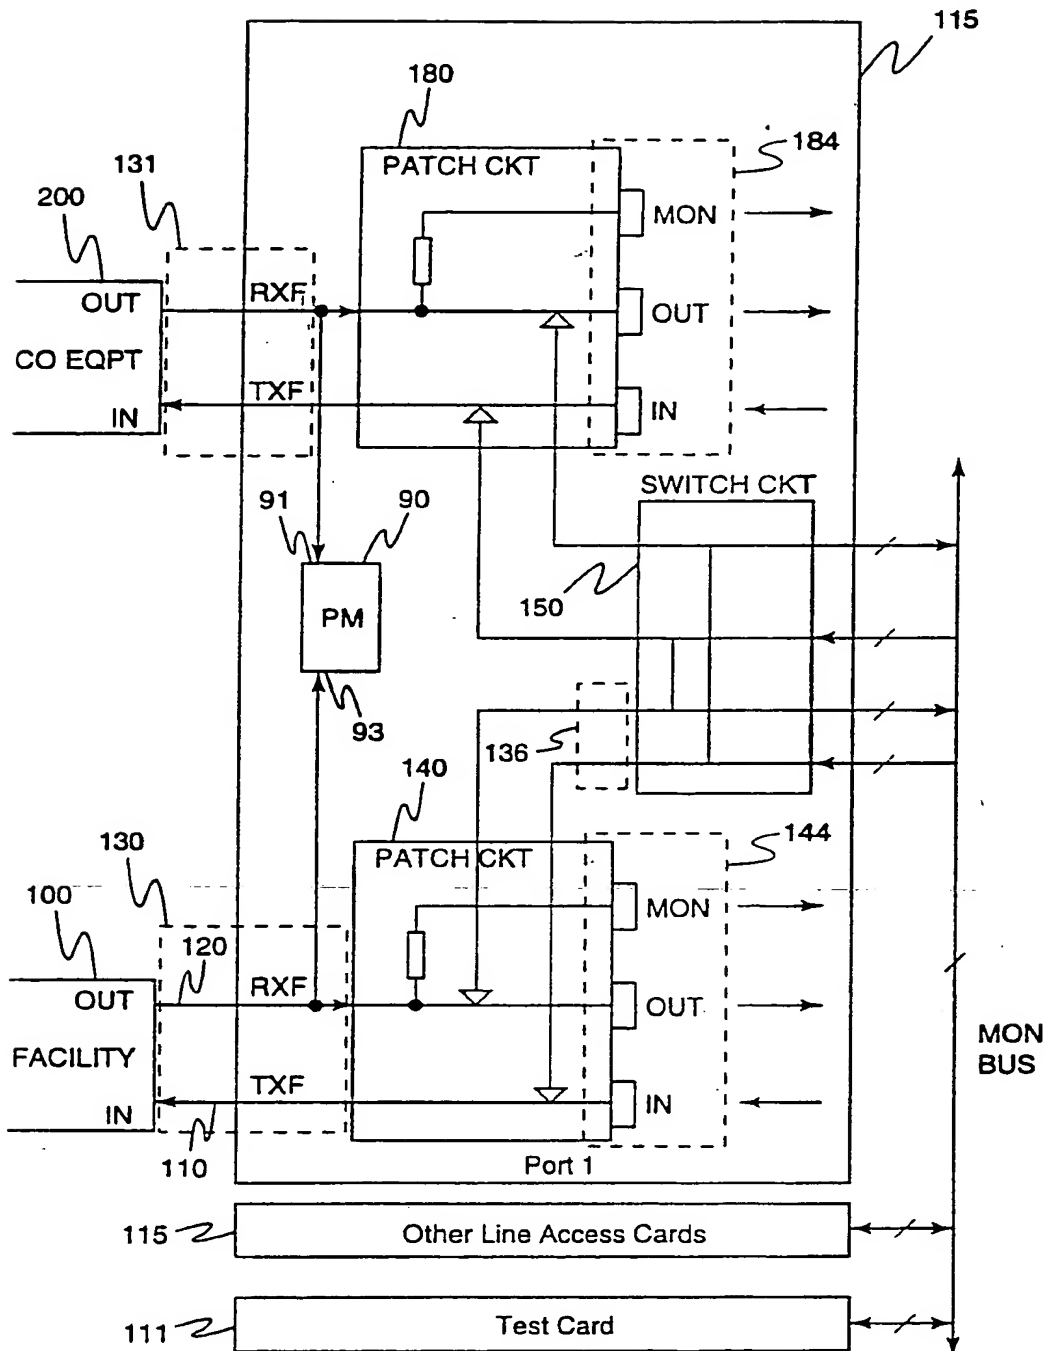 115
180
184
131
PATCH CKT
200
MON
OUT
RXF
OUT
CO EQPT
TXF
IN
IN
SWITCH CKT
91
90
150
PM
93
136
140
144
130
PATCH CKT
100
MON
120
OUT
RXF
OUT
FACILITY
MON
BUS
TXF
IN
IN
110
Port 1
115
Other Line Access Cards
111
Test Card